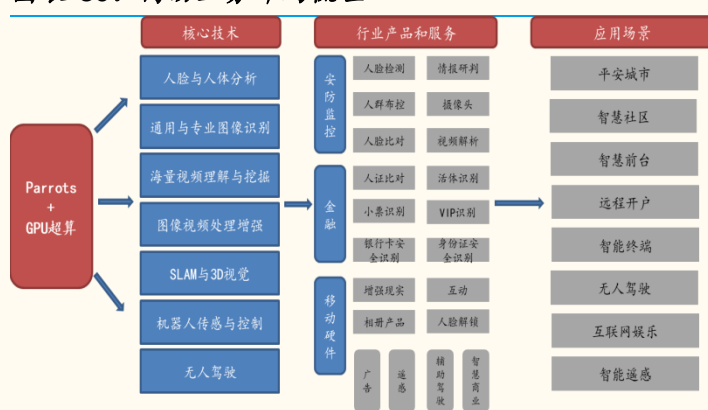 核心技术
行业产品和服务
应用场景
Parrots
+
GPU超算
人脸与人体分析
通用与专业图像识别
海量视频理解与挖掘
图像视频处理增强
SLAM与3D视觉
机器人传感与控制
无人驾驶
安防监控
人脸检测
情报研判
人群布控
摄像头
人脸比对
视频解析
金融
人证比对
活体识别
小票识别
VIP识别
银行卡安
全识别
身份证安
全识别
移动硬件
增强现实
互动
相册产品
人脸解锁
广告
遥感
辅助驾驶
智慧商业
平安城市
智慧社区
智慧前台
远程开户
智能终端
无人驾驶
互联网娱乐
智能遥感